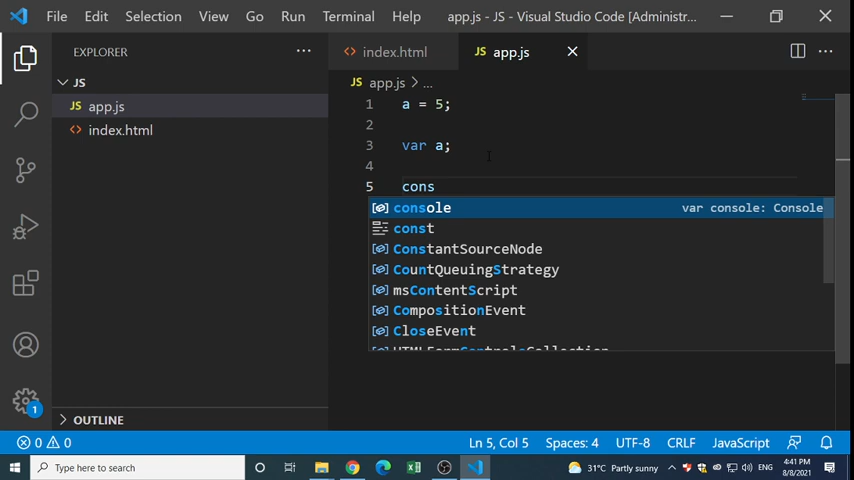 File Edit Selection View Go Run Terminal Help app.js - JS - Visual Studio Code [Administr...
EXPLORER
JS
JS app.js
index.html
OUTLINE
index.html
JS app.js
JS app.js > ...
1 a = 5;
2
3 var a;
4
5 cons
console var console: Console
const
ConstantSourceNode
CountQueuingStrategy
msContentScript
CompositionEvent
CloseEvent
HTMLFormControlsCollection
1
0 0 Ln 5, Col 5 Spaces: 4 UTF-8 CRLF JavaScript
Type here to search
31°C Partly sunny
ENG
4:41 PM
8/8/2021